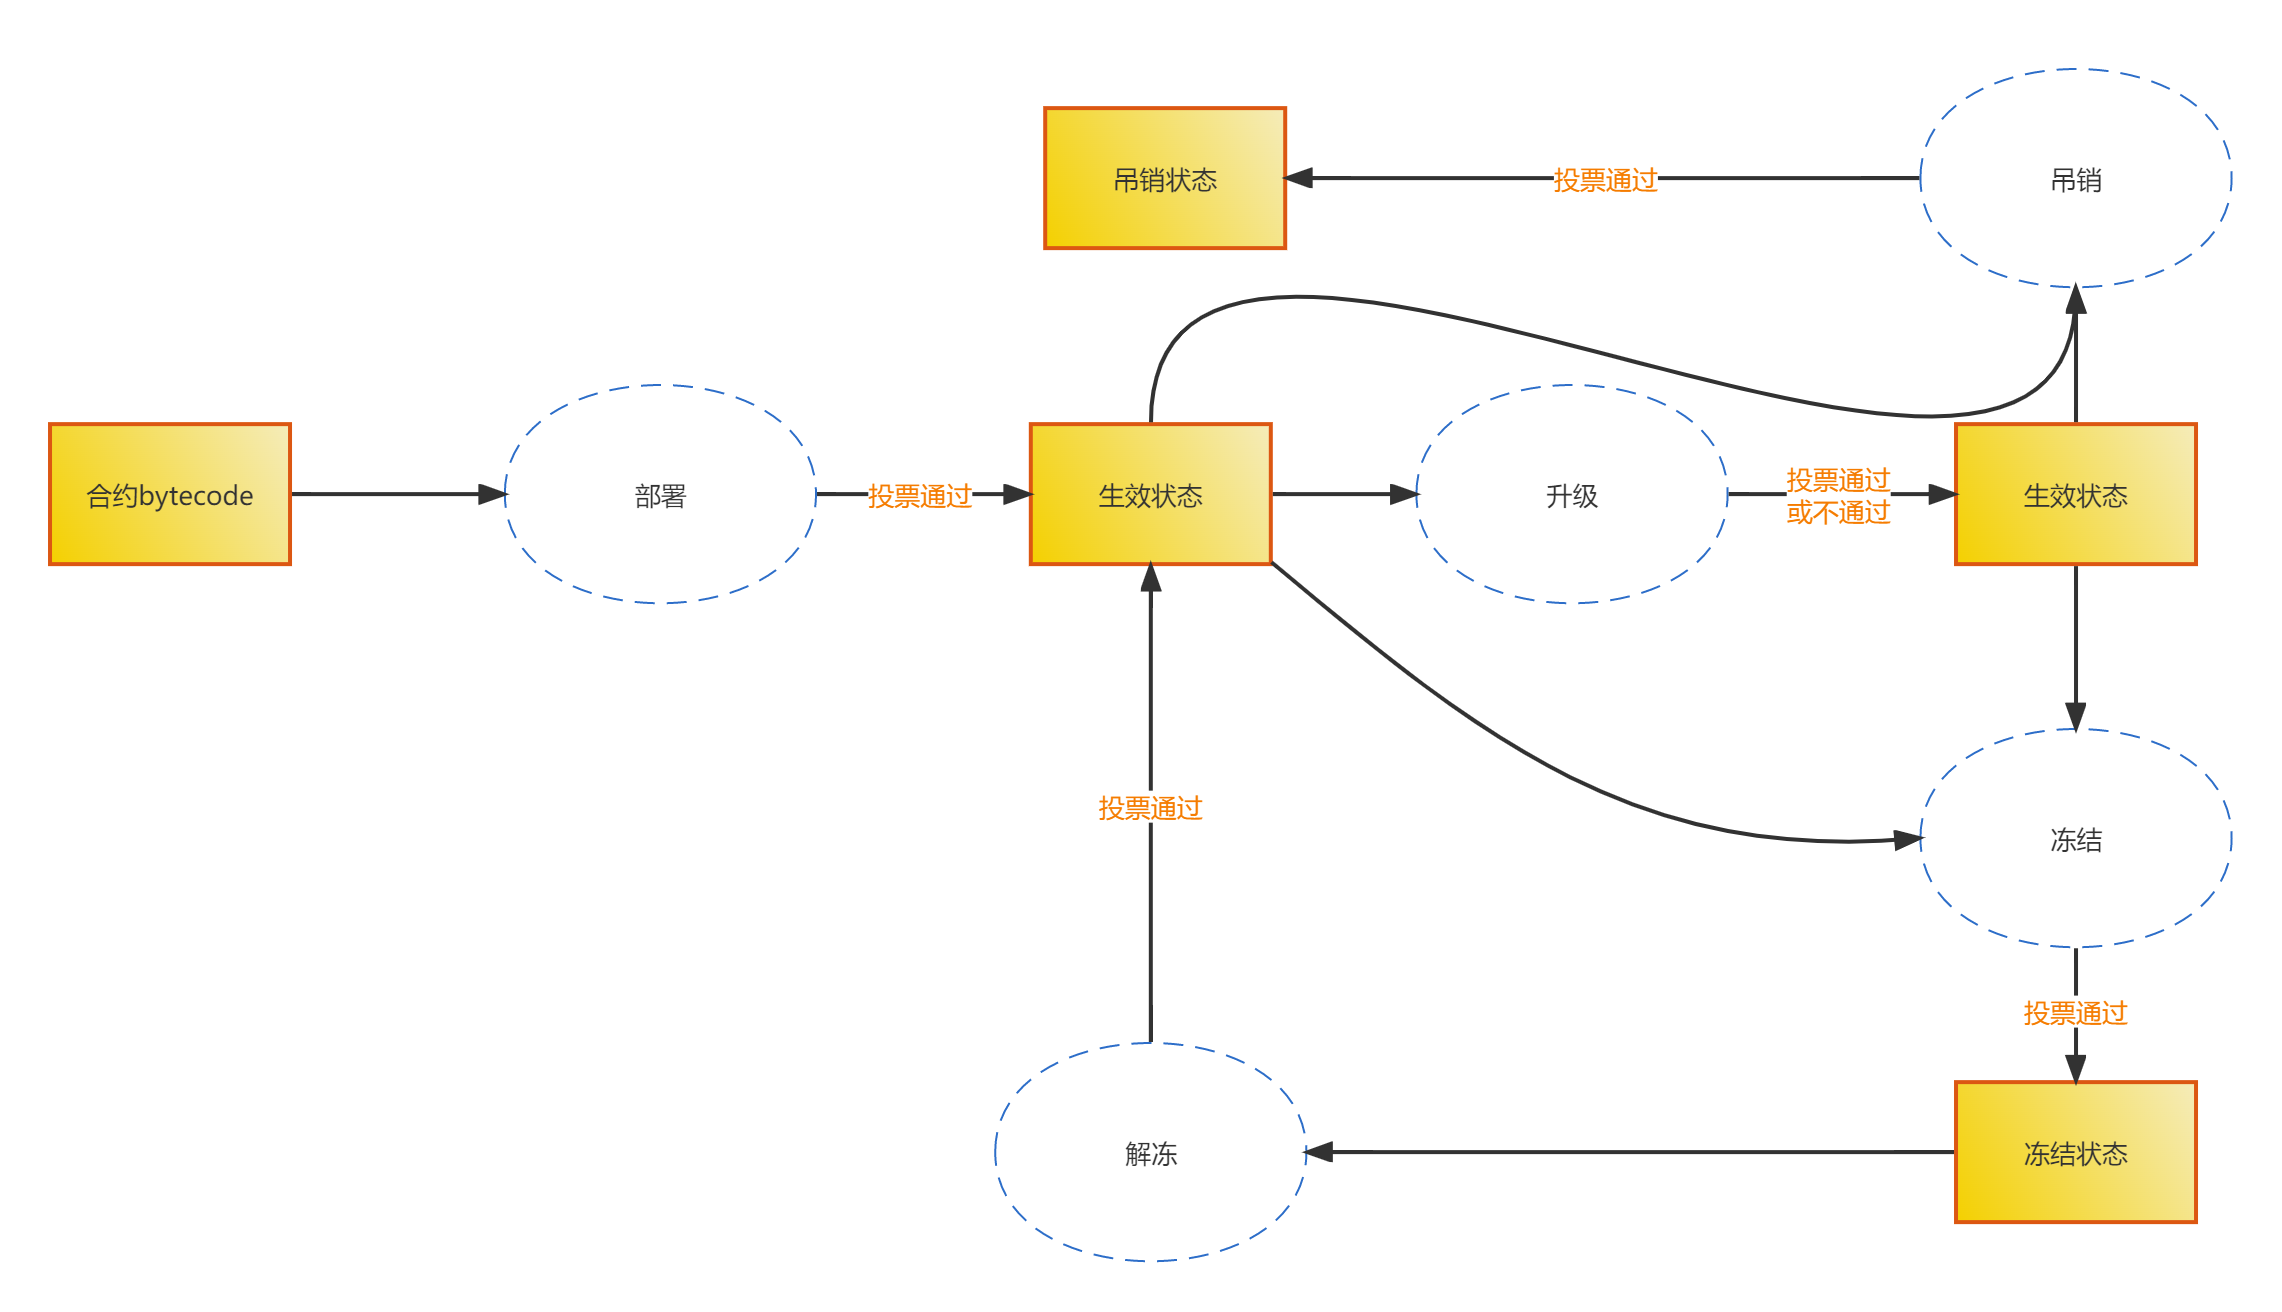 吊销状态
投票通过
吊销
合约bytecode
部署
投票通过
生效状态
升级
投票通过
或不通过
生效状态
投票通过
冻结
投票通过
解冻
冻结状态